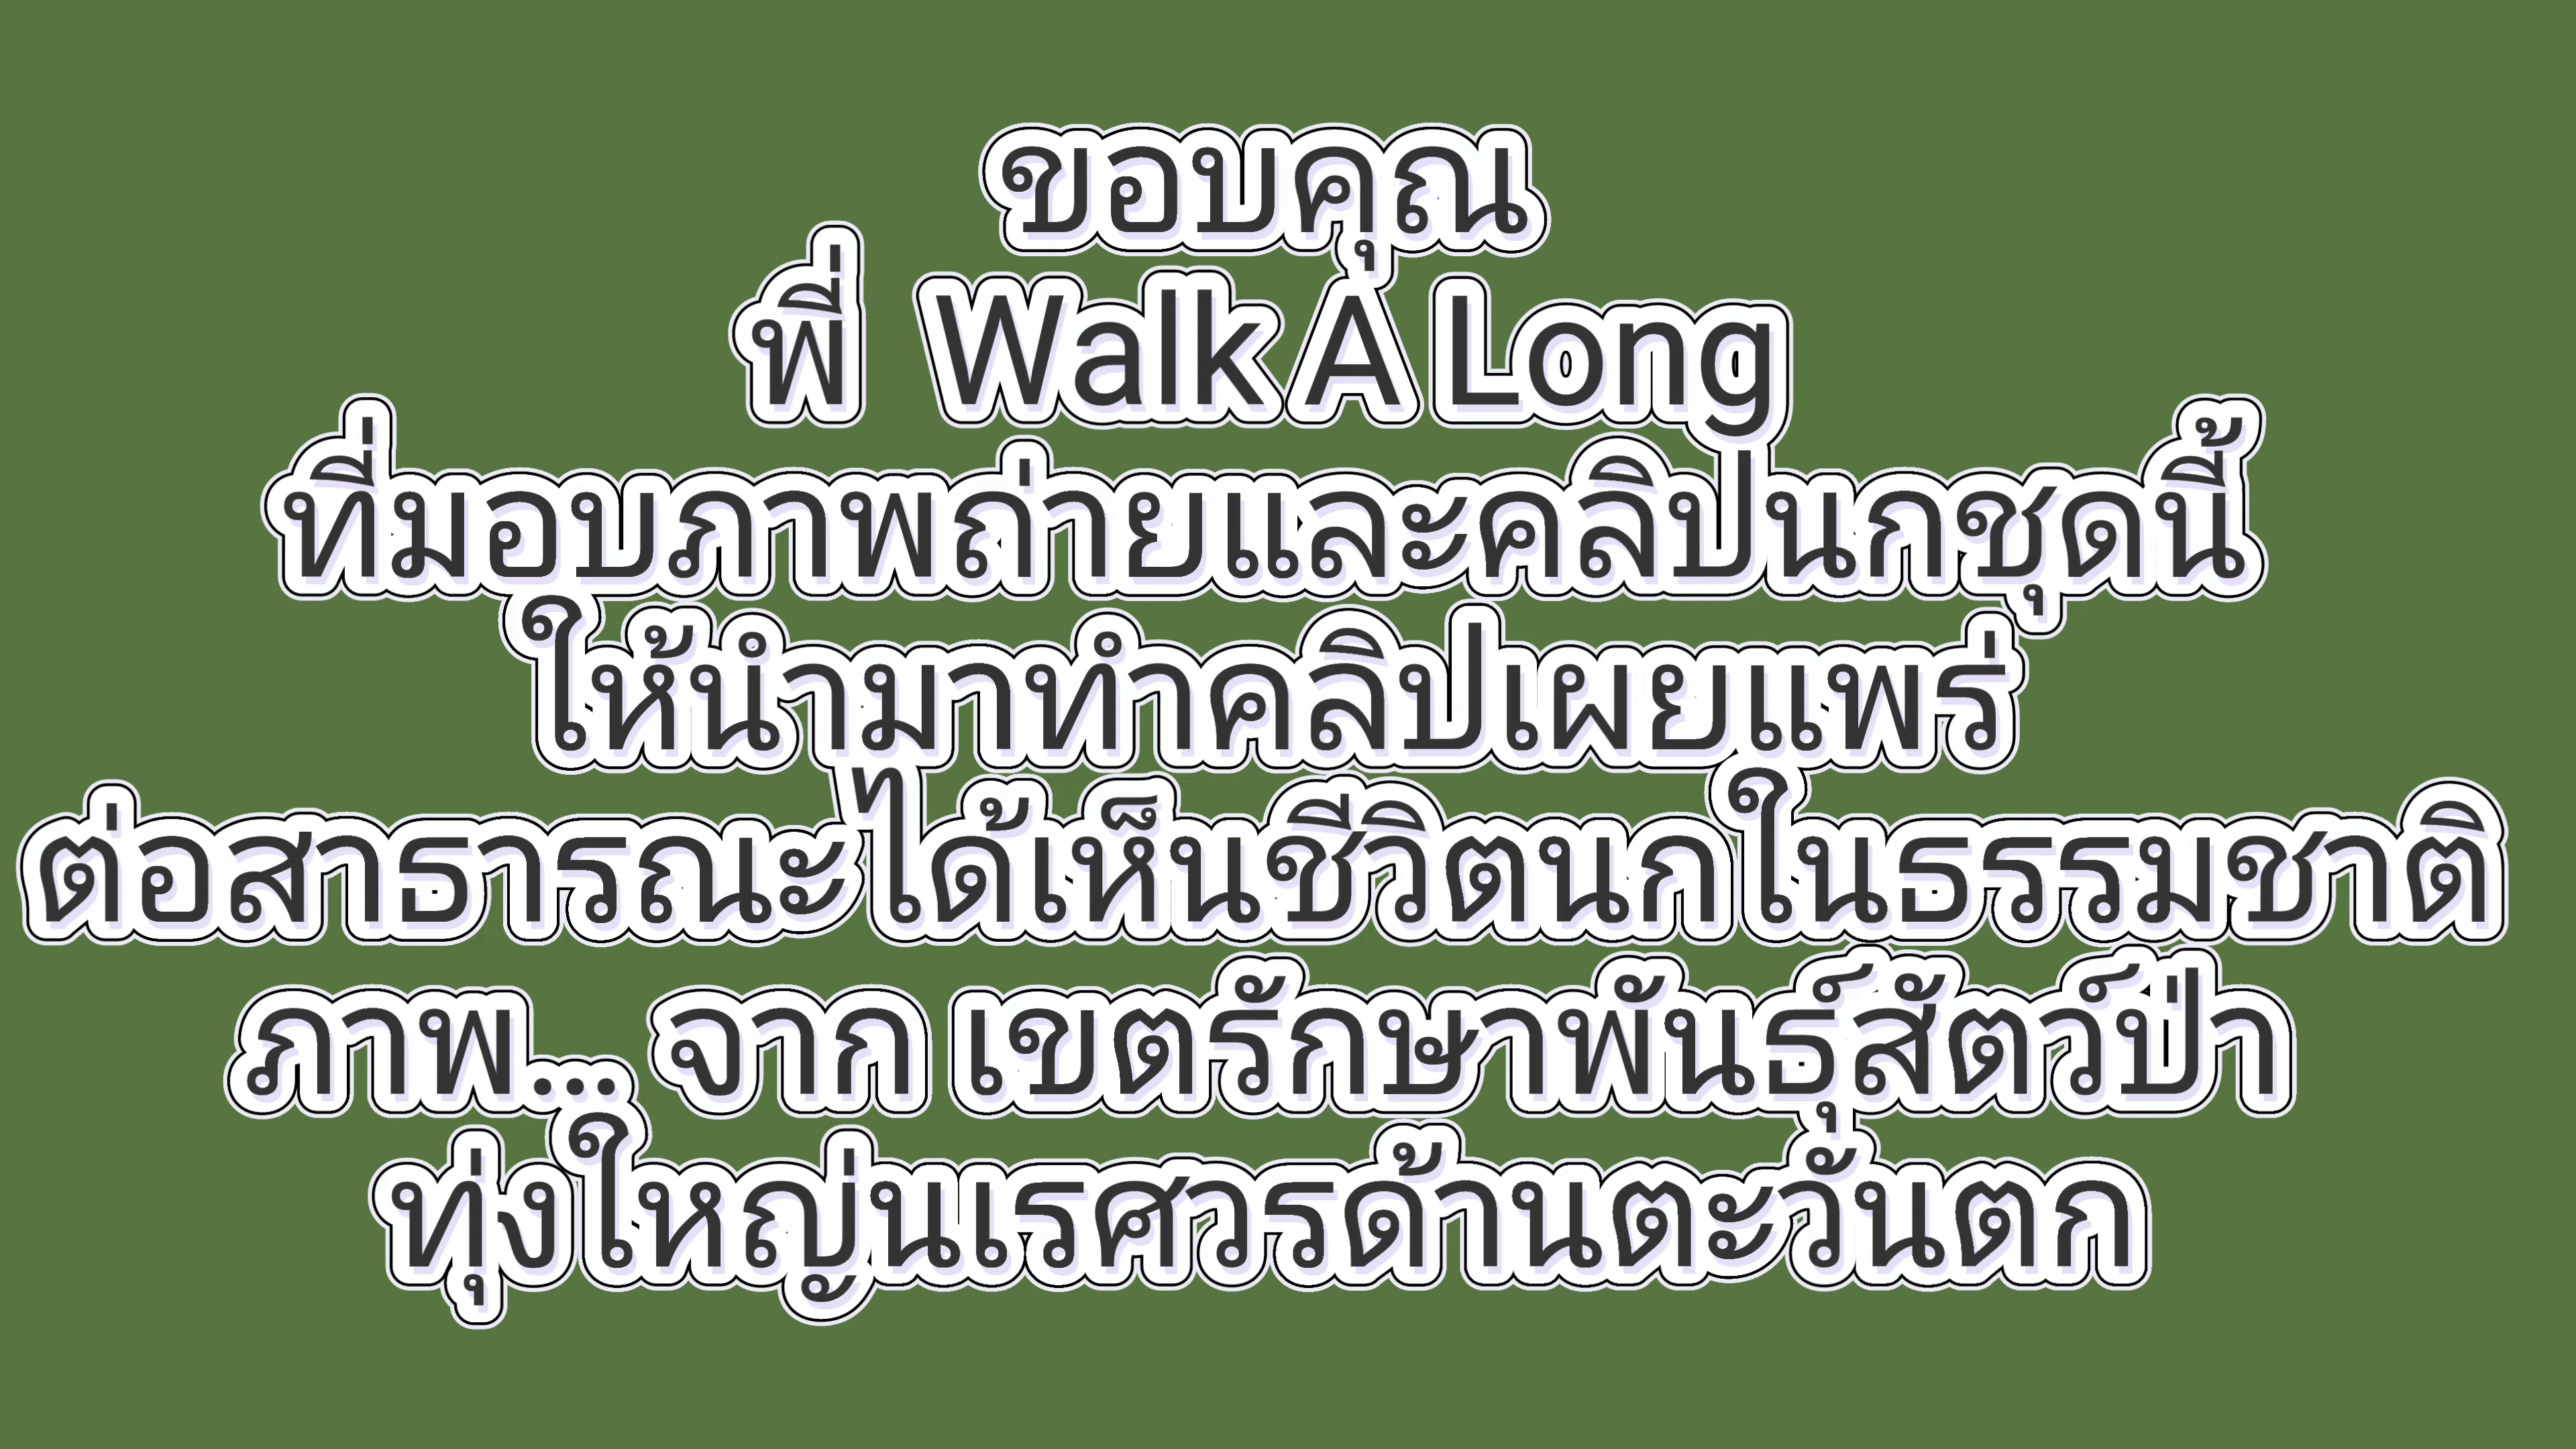 ขอบคุณ
พี่ Walk A Long
ที่มอบภาพถ่ายและคลิปนกชุดนี้
ให้นำมาทำคลิปเผยแพร่
ต่อสาธารณะได้เห็นชีวิตนกในธรรมชาติ
ภาพ... จาก เขตรักษาพันธุ์สัตว์ป่า
ทุ่งใหญ่นเรศวรด้านตะวันตก